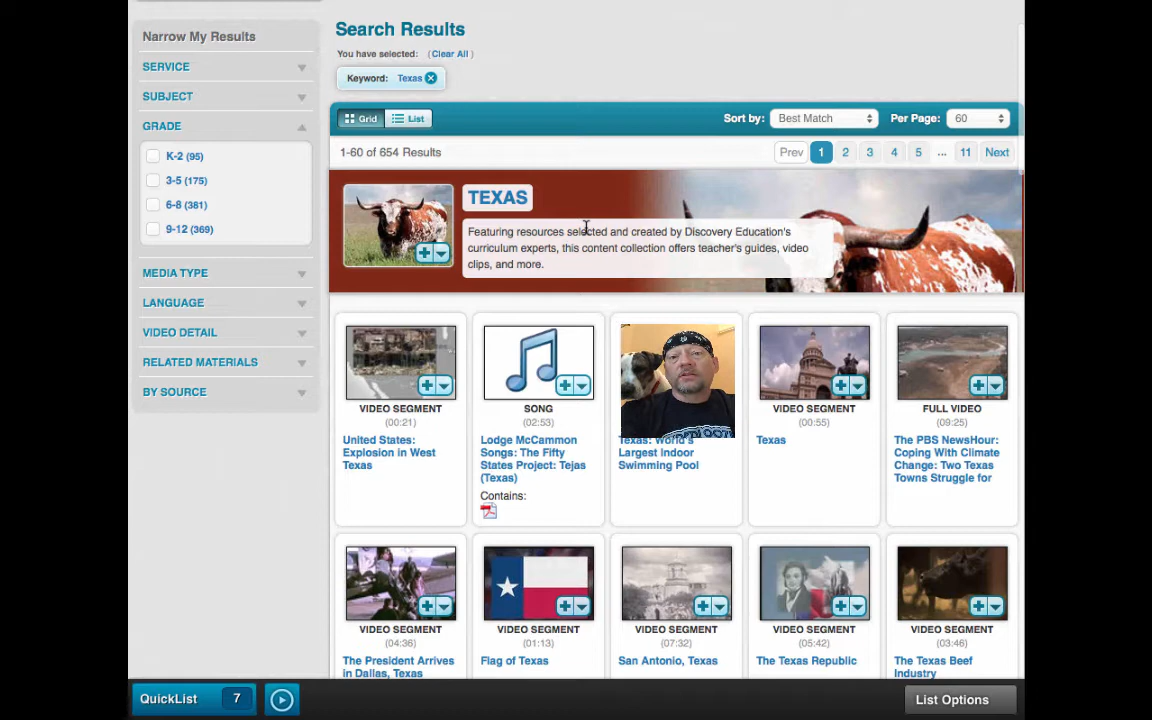 Search Results
Narrow My Results
You have selected: (Clear All)
SERVICE
Keyword: Texas
SUBJECT
Grid List
Sort by: Best Match Per Page: 60
GRADE
1-60 of 654 Results
Prev 1 2 3 4 5 ... 11 Next
K-2 (95)
3-5 (175)
6-8 (381)
9-12 (369)
MEDIA TYPE
LANGUAGE
VIDEO DETAIL
RELATED MATERIALS
BY SOURCE
TEXAS
Featuring resources selected and created by Discovery Education's
curriculum experts, this content collection offers teacher's guides, video
clips, and more.
VIDEO SEGMENT
(00:21)
United States:
Explosion in West
Texas
SONG
(02:53)
Lodge McCammon
Songs: The Fifty
States Project: Tejas
(Texas)
Contains:
Texas: World's
Largest Indoor
Swimming Pool
VIDEO SEGMENT
(00:55)
Texas
FULL VIDEO
(09:25)
The PBS NewsHour:
Coping With Climate
Change: Two Texas
Towns Struggle for
VIDEO SEGMENT
(04:36)
The President Arrives
in Dallas, Texas
VIDEO SEGMENT
(01:13)
Flag of Texas
VIDEO SEGMENT
(07:32)
San Antonio, Texas
VIDEO SEGMENT
(05:42)
The Texas Republic
VIDEO SEGMENT
(03:46)
The Texas Beef
Industry
QuickList 7
List Options